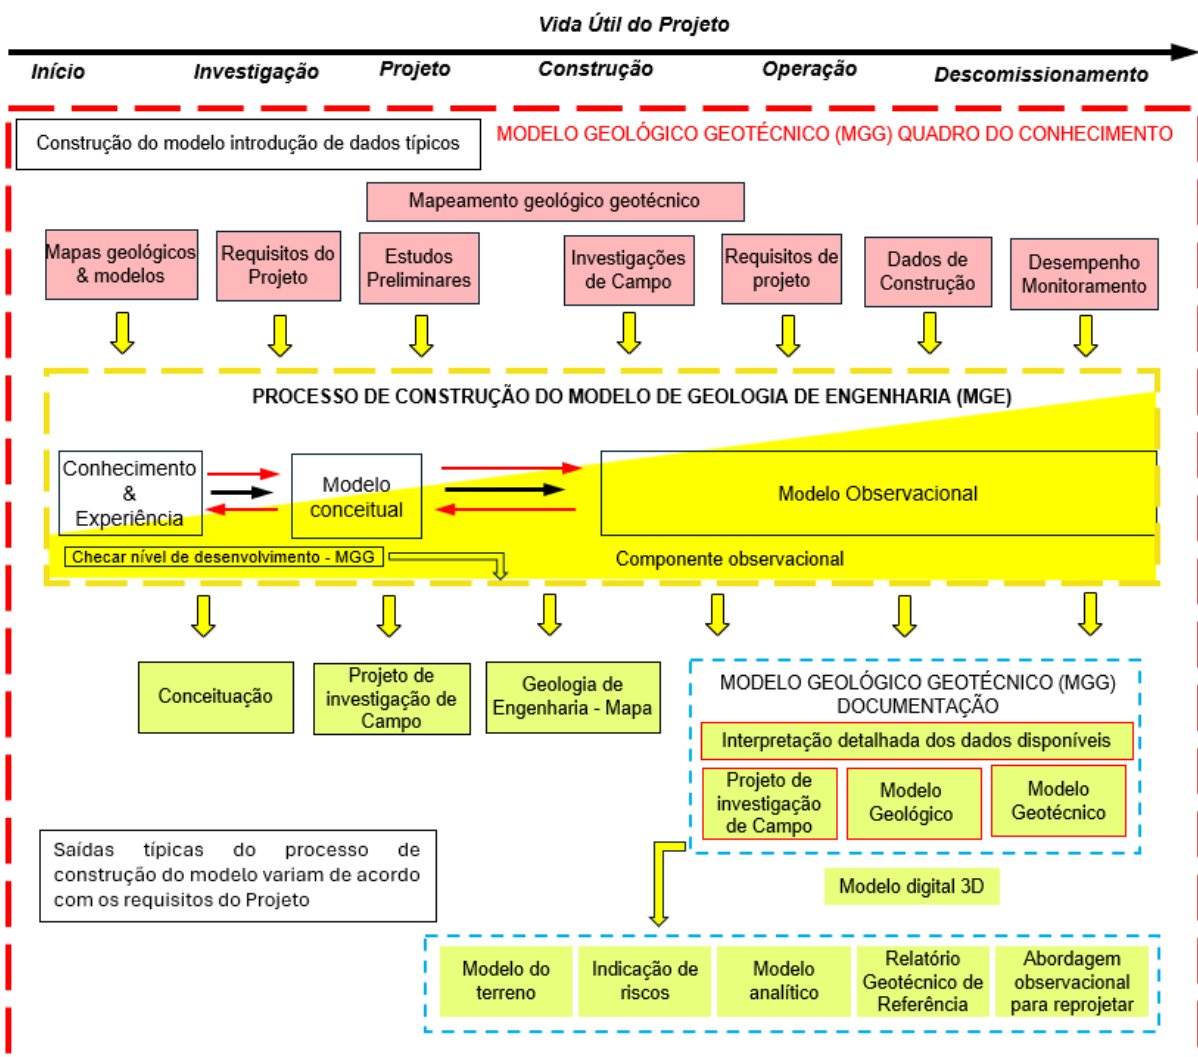 Vida Útil do Projeto
Início
Investigação
Projeto
Construção
Operação
Descomissionamento
Construção do modelo introdução de dados típicos
MODELO GEOLÓGICO GEOTÉCNICO (MGG) QUADRO DO CONHECIMENTO
Mapeamento geológico geotécnico
Mapas geológicos
& modelos
Requisitos do
Projeto
Estudos
Preliminares
Investigações
de Campo
Requisitos de
projeto
Dados de
Construção
Desempenho
Monitoramento
PROCESSO DE CONSTRUÇÃO DO MODELO DE GEOLOGIA DE ENGENHARIA (MGE)
Conhecimento
&
Experiência
Modelo
conceitual
Modelo Observacional
Checar nível de desenvolvimento - MGG
Componente observacional
Conceituação
Projeto de
investigação de
Campo
Geologia de
Engenharia - Mapa
MODELO GEOLÓGICO GEOTÉCNICO (MGG)
DOCUMENTAÇÃO
Interpretação detalhada dos dados disponíveis
Projeto de
investigação
de Campo
Modelo
Geológico
Modelo
Geotécnico
Saídas típicas do processo de
construção do modelo variam de acordo
com os requisitos do Projeto
Modelo digital 3D
Modelo do
terreno
Indicação de
riscos
Modelo
analítico
Relatório
Geotécnico de
Referência
Abordagem
observacional
para reprojetar